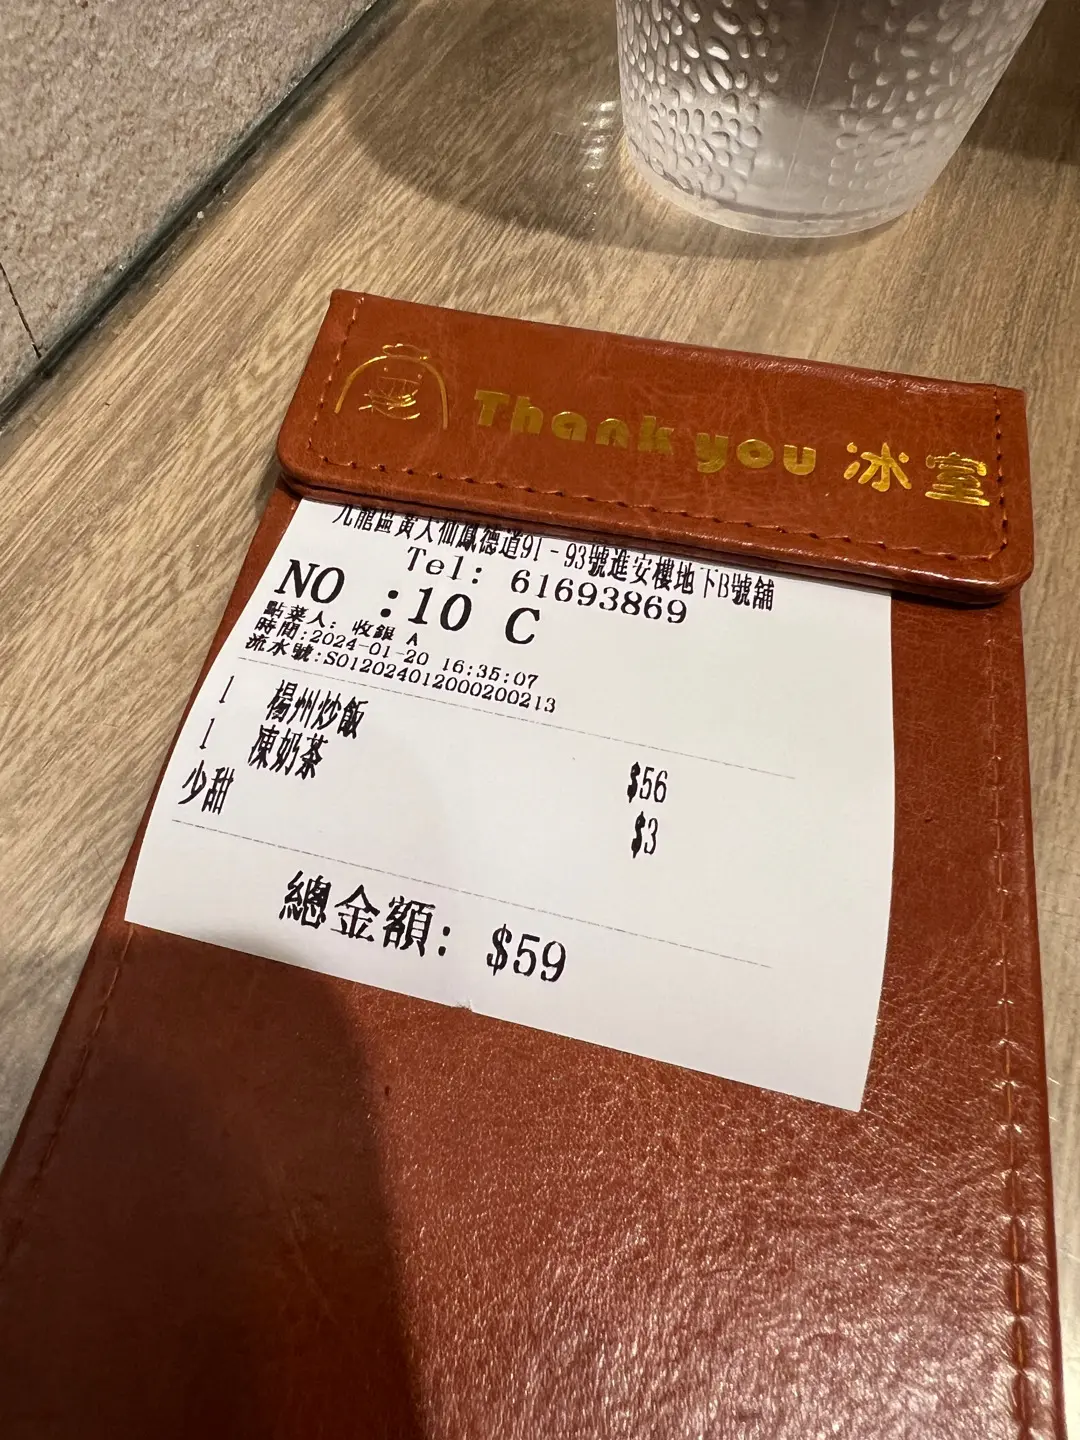 Thank you 冰室
九龍區黃大仙鳳德道91-93號進安樓地下B號舖
Tel: 61693869
NO :10 C
點菜人: 收銀 A
時間:2024-01-20 16:35:07
流水號:S012024012000200213
1 楊州炒飯 $56
1 凍奶茶 $3
少甜
總金額: $59